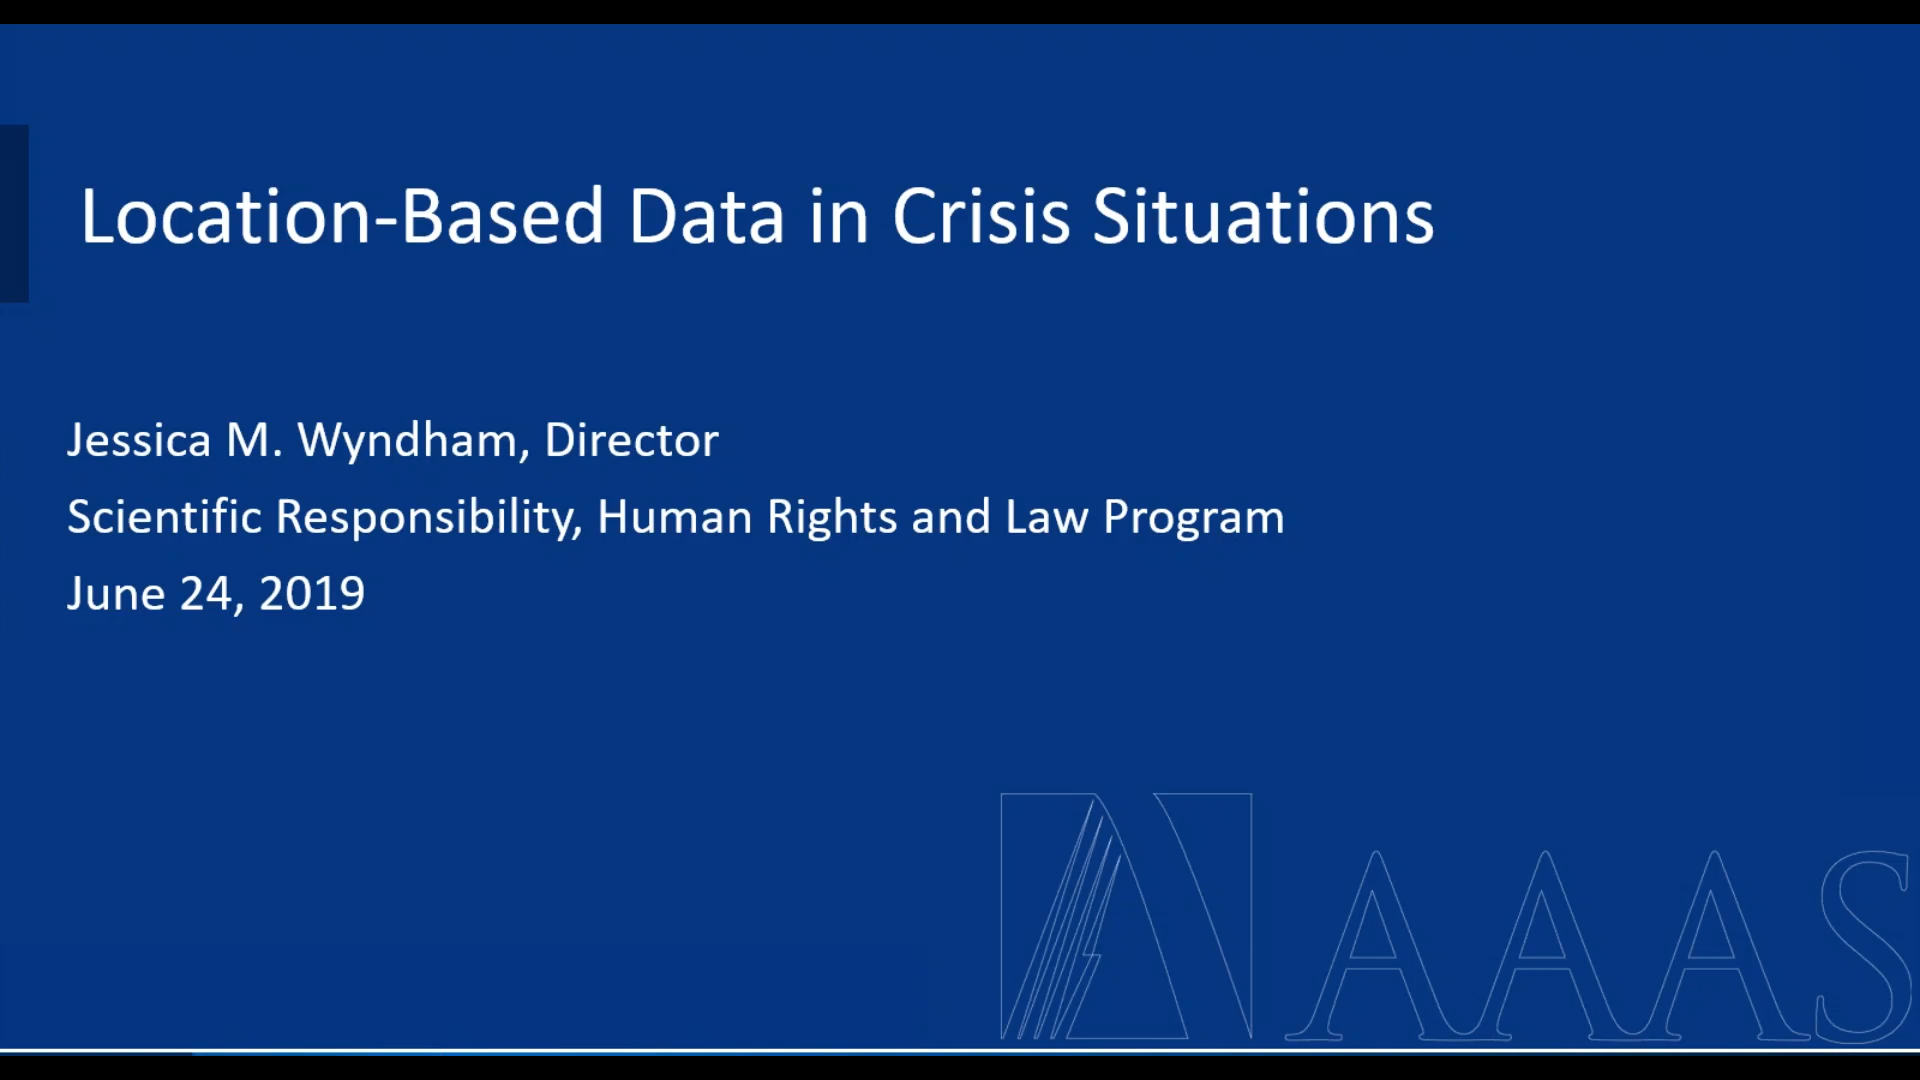 Location-Based Data in Crisis Situations
Jessica M. Wyndham, Director
Scientific Responsibility, Human Rights and Law Program
June 24, 2019
AAAS